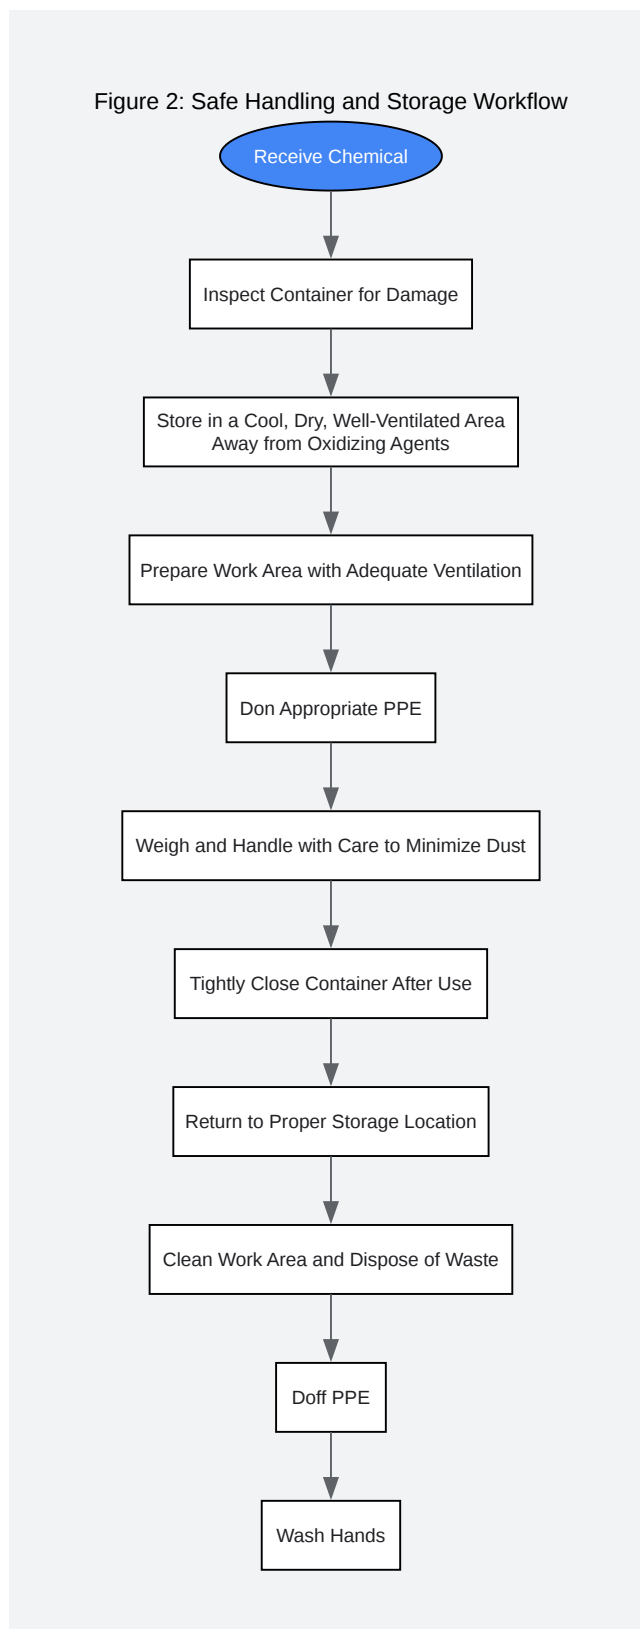 Figure 2: Safe Handling and Storage Workflow
Receive Chemical
Inspect Container for Damage
Store in a Cool, Dry, Well-Ventilated Area
Away from Oxidizing Agents
Prepare Work Area with Adequate Ventilation
Don Appropriate PPE
Weigh and Handle with Care to Minimize Dust
Tightly Close Container After Use
Return to Proper Storage Location
Clean Work Area and Dispose of Waste
Doff PPE
Wash Hands